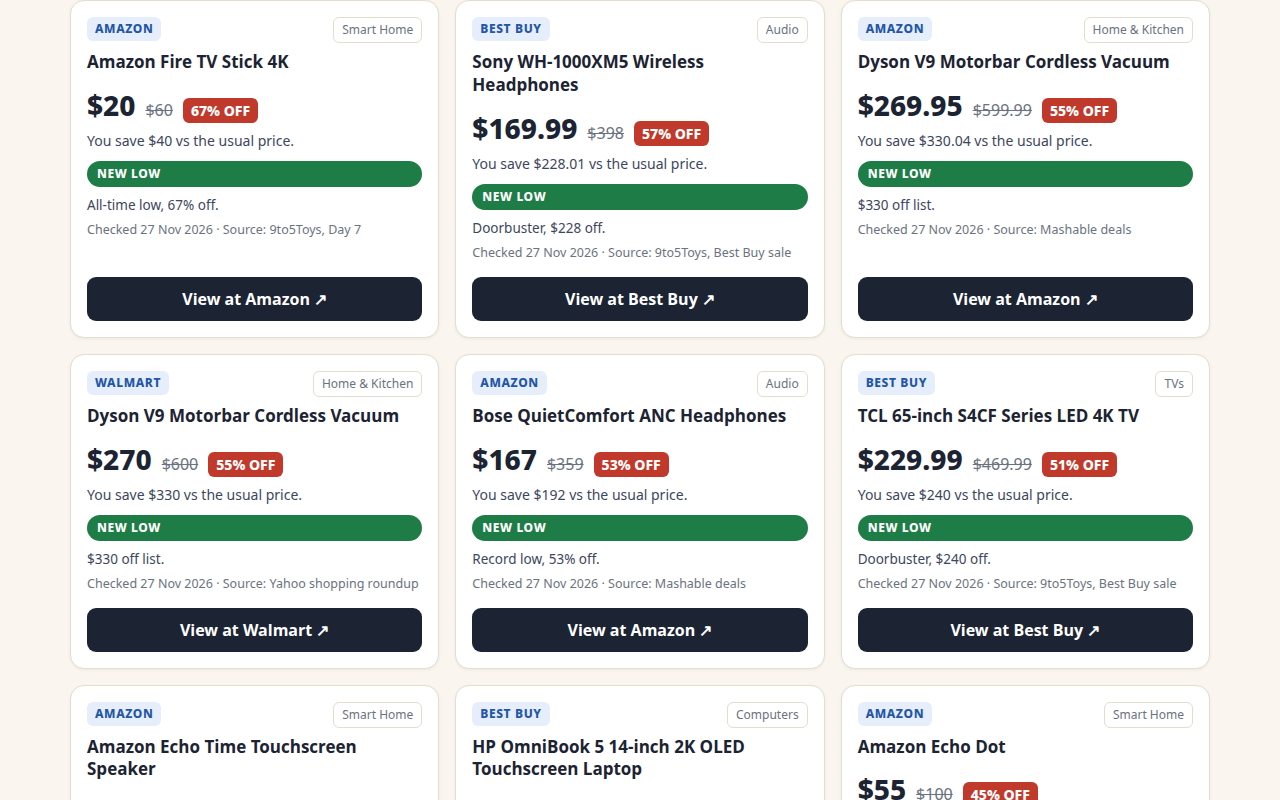 AMAZON
Smart Home
Amazon Fire TV Stick 4K
$20 $60 67% OFF
You save $40 vs the usual price.
NEW LOW
All-time low, 67% off.
Checked 27 Nov 2026 · Source: 9to5Toys, Day 7
View at Amazon ↗
BEST BUY
Audio
Sony WH-1000XM5 Wireless
Headphones
$169.99 $398 57% OFF
You save $228.01 vs the usual price.
NEW LOW
Doorbuster, $228 off.
Checked 27 Nov 2026 · Source: 9to5Toys, Best Buy sale
View at Best Buy ↗
AMAZON
Home & Kitchen
Dyson V9 Motorbar Cordless Vacuum
$269.95 $599.99 55% OFF
You save $330.04 vs the usual price.
NEW LOW
$330 off list.
Checked 27 Nov 2026 · Source: Mashable deals
View at Amazon ↗
WALMART
Home & Kitchen
Dyson V9 Motorbar Cordless Vacuum
$270 $600 55% OFF
You save $330 vs the usual price.
NEW LOW
$330 off list.
Checked 27 Nov 2026 · Source: Yahoo shopping roundup
View at Walmart ↗
AMAZON
Audio
Bose QuietComfort ANC Headphones
$167 $359 53% OFF
You save $192 vs the usual price.
NEW LOW
Record low, 53% off.
Checked 27 Nov 2026 · Source: Mashable deals
View at Amazon ↗
BEST BUY
TVs
TCL 65-inch S4CF Series LED 4K TV
$229.99 $469.99 51% OFF
You save $240 vs the usual price.
NEW LOW
Doorbuster, $240 off.
Checked 27 Nov 2026 · Source: 9to5Toys, Best Buy sale
View at Best Buy ↗
AMAZON
Smart Home
Amazon Echo Time Touchscreen
Speaker
BEST BUY
Computers
HP OmniBook 5 14-inch 2K OLED
Touchscreen Laptop
AMAZON
Smart Home
Amazon Echo Dot
$55 $100 45% OFF